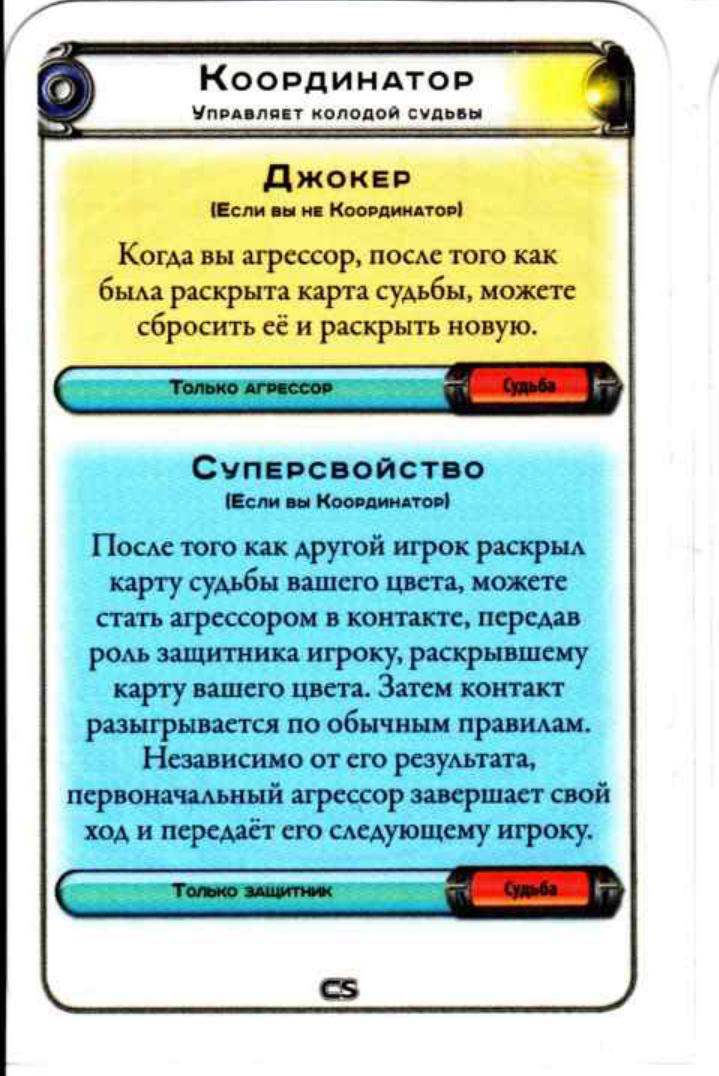 Координатор
Управляет колодой судьбы
Джокер
(Если вы не Координатор)
Когда вы агрессор, после того как
была раскрыта карта судьбы, можете
сбросить её и раскрыть новую.
Только агрессор
Судьба
Суперсвойство
(Если вы Координатор)
После того как другой игрок раскрыл
карту судьбы вашего цвета, можете
стать агрессором в контакте, передав
роль защитника игроку, раскрывшему
карту вашего цвета. Затем контакт
разыгрывается по обычным правилам.
Независимо от его результата,
первоначальный агрессор завершает свой
ход и передаёт его следующему игроку.
Только защитник
Судьба
CS